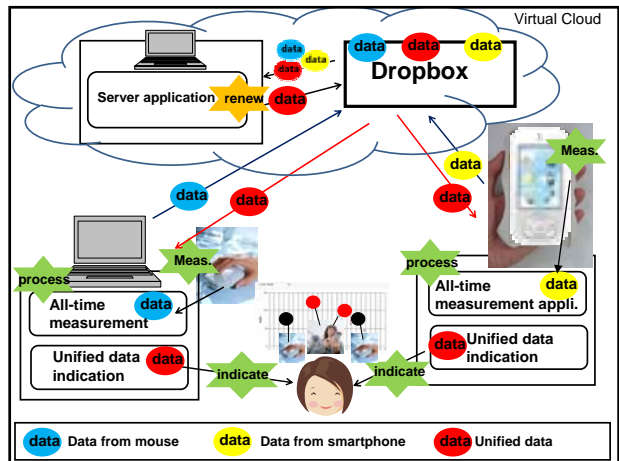 Virtual Cloud
data
data
data
data
data
data
Dropbox
Server application
renew
data
data
data
data
data
Meas.
Meas.
process
process
All-time
measurement
data
All-time
measurement appli.
data
Unified data
indication
data
Unified data
indication
data
indicate
indicate
data
Data from mouse
data
Data from smartphone
data
Unified data